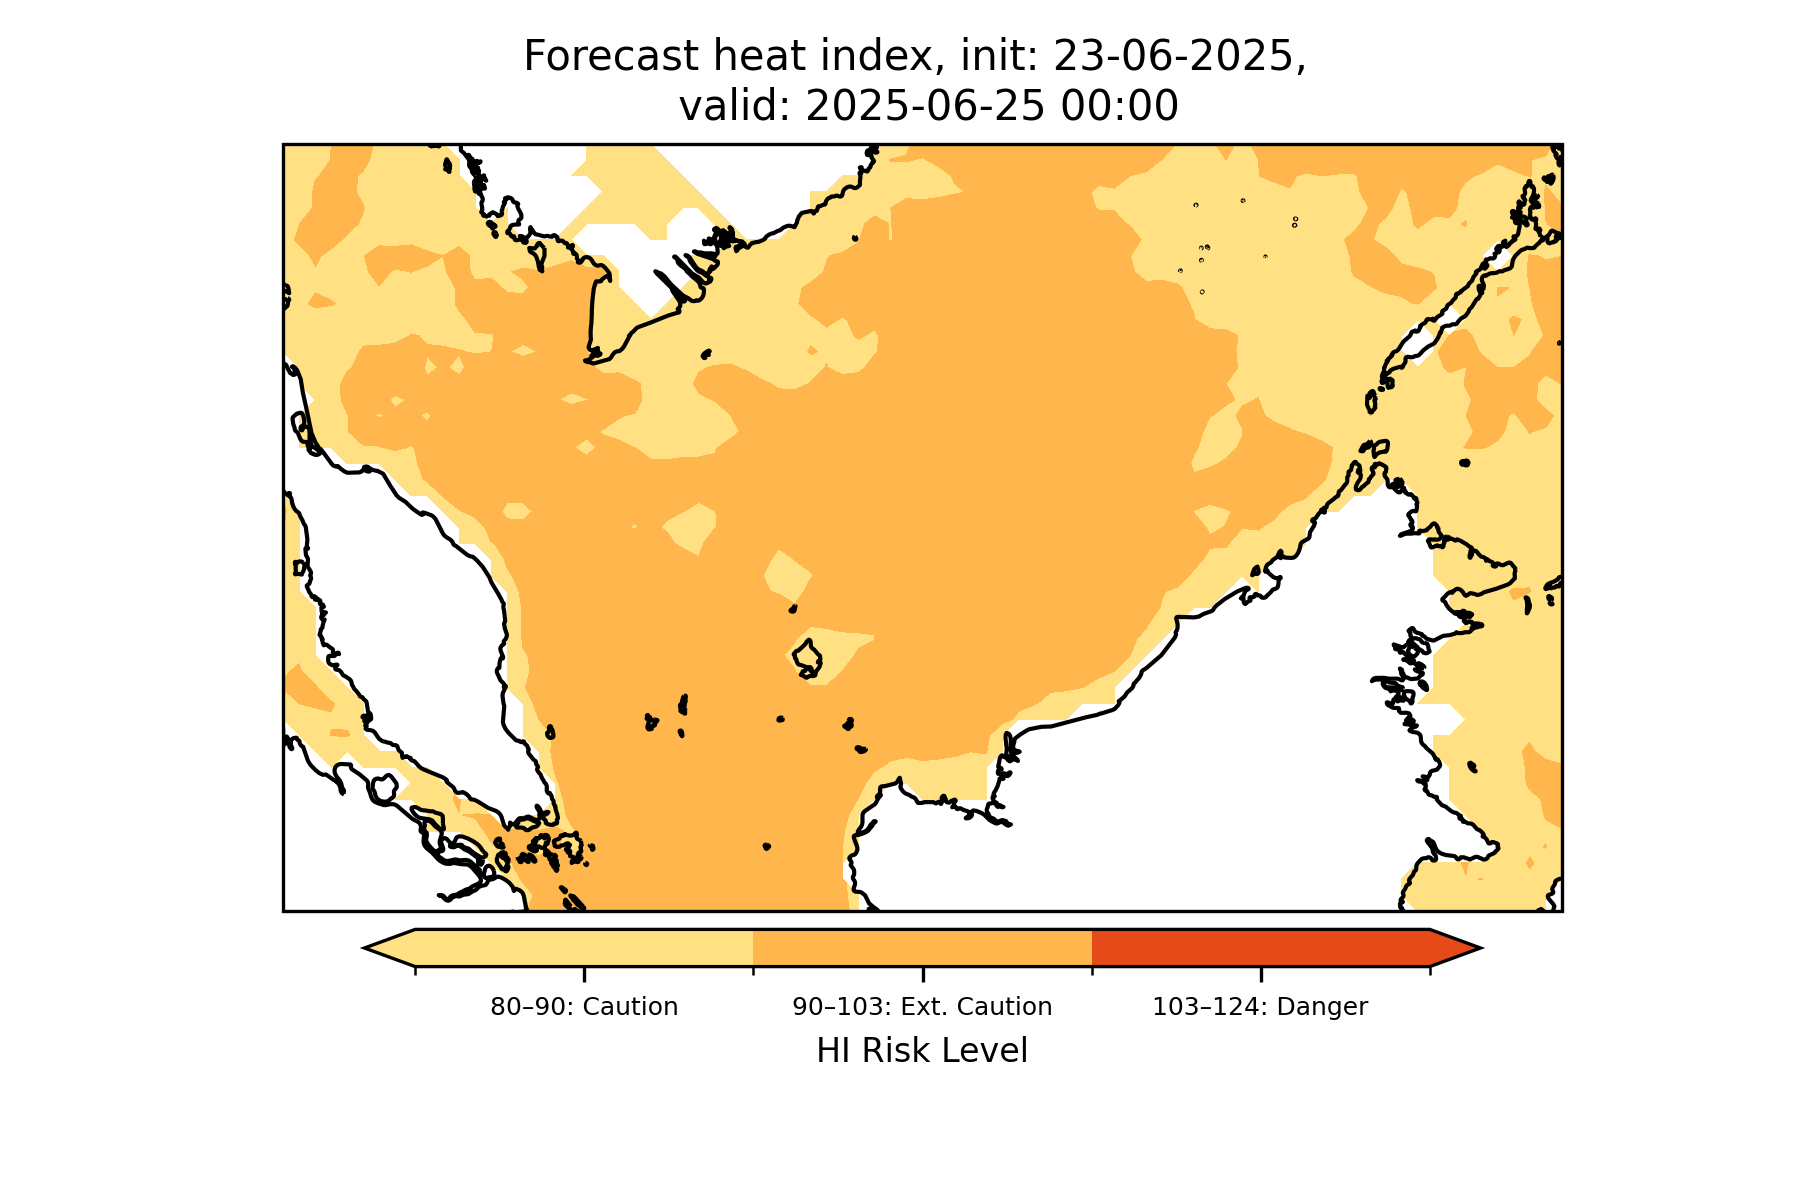 Forecast heat index, init: 23-06-2025,
valid: 2025-06-25 00:00
80–90: Caution
90–103: Ext. Caution
103–124: Danger
HI Risk Level